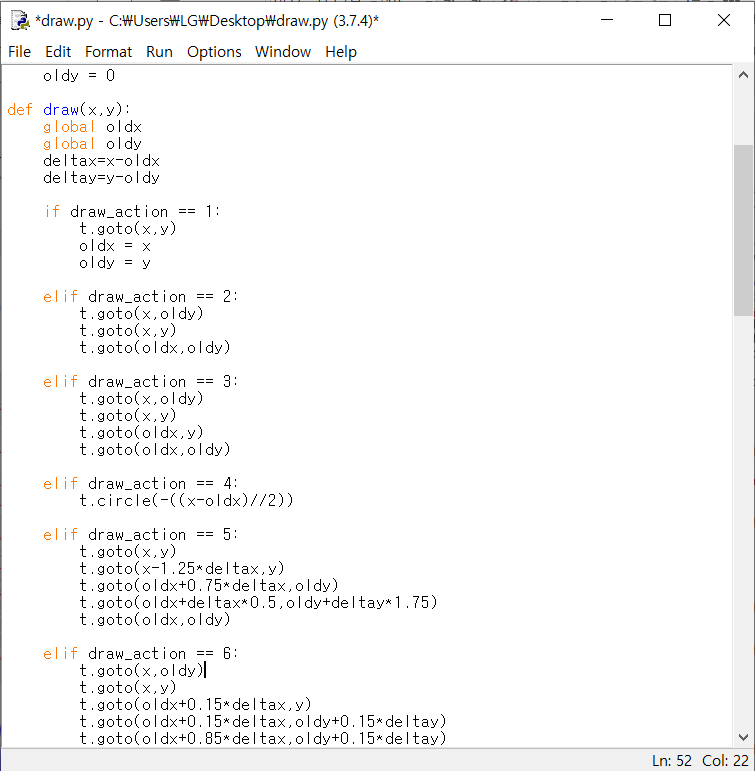 *draw.py - C:₩Users₩LG₩Desktop₩draw.py (3.7.4)*
File Edit Format Run Options Window Help
    oldy = 0

def draw(x,y):
    global oldx
    global oldy
    deltax=x-oldx
    deltay=y-oldy

    if draw_action == 1:
        t.goto(x,y)
        oldx = x
        oldy = y

    elif draw_action == 2:
        t.goto(x,oldy)
        t.goto(x,y)
        t.goto(oldx,oldy)

    elif draw_action == 3:
        t.goto(x,oldy)
        t.goto(x,y)
        t.goto(oldx,y)
        t.goto(oldx,oldy)

    elif draw_action == 4:
        t.circle(-((x-oldx)//2))

    elif draw_action == 5:
        t.goto(x,y)
        t.goto(x-1.25*deltax,y)
        t.goto(oldx+0.75*deltax,oldy)
        t.goto(oldx+deltax*0.5,oldy+deltay*1.75)
        t.goto(oldx,oldy)

    elif draw_action == 6:
        t.goto(x,oldy)
        t.goto(x,y)
        t.goto(oldx+0.15*deltax,y)
        t.goto(oldx+0.15*deltax,oldy+0.15*deltay)
        t.goto(oldx+0.85*deltax,oldy+0.15*deltay)
Ln: 52 Col: 22